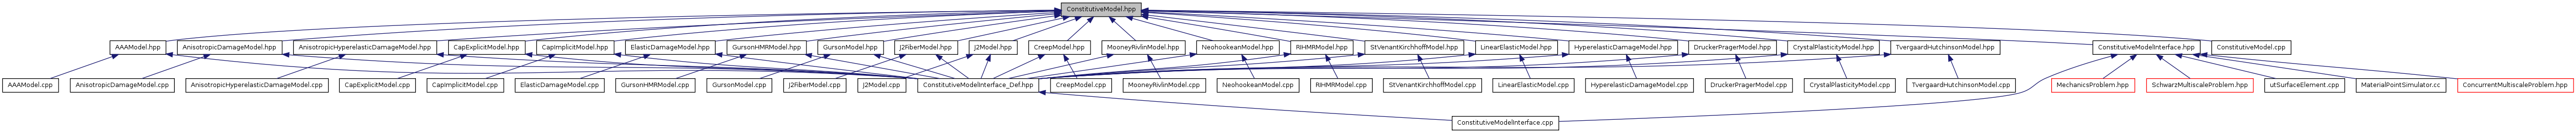 ConstitutiveModel.hpp
AAAModel.hpp
AnisotropicDamageModel.hpp
AnisotropicHyperelasticDamageModel.hpp
CapExplicitModel.hpp
CapImplicitModel.hpp
ElasticDamageModel.hpp
GursonHMRModel.hpp
GursonModel.hpp
J2FiberModel.hpp
J2Model.hpp
CreepModel.hpp
MooneyRivlinModel.hpp
NeohookeanModel.hpp
RIHMRModel.hpp
StVenantKirchhoffModel.hpp
LinearElasticModel.hpp
HyperelasticDamageModel.hpp
DruckerPragerModel.hpp
CrystalPlasticityModel.hpp
TvergaardHutchinsonModel.hpp
ConstitutiveModelInterface.hpp
ConstitutiveModel.cpp
AAAModel.cpp
AnisotropicDamageModel.cpp
AnisotropicHyperelasticDamageModel.cpp
CapExplicitModel.cpp
CapImplicitModel.cpp
ElasticDamageModel.cpp
GursonHMRModel.cpp
GursonModel.cpp
J2FiberModel.cpp
J2Model.cpp
ConstitutiveModelInterface_Def.hpp
CreepModel.cpp
MooneyRivlinModel.cpp
NeohookeanModel.cpp
RIHMRModel.cpp
StVenantKirchhoffModel.cpp
LinearElasticModel.cpp
HyperelasticDamageModel.cpp
DruckerPragerModel.cpp
CrystalPlasticityModel.cpp
TvergaardHutchinsonModel.cpp
MechanicsProblem.hpp
SchwarzMultiscaleProblem.hpp
utSurfaceElement.cpp
MaterialPointSimulator.cc
ConcurrentMultiscaleProblem.hpp
ConstitutiveModelInterface.cpp